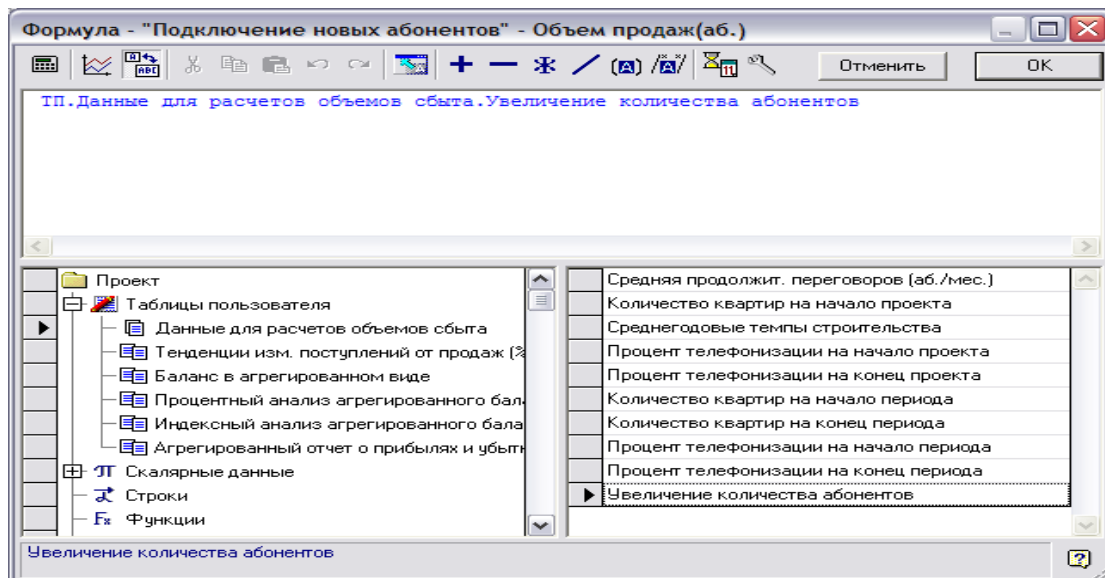 Формула - "Подключение новых абонентов" - Объем продаж(аб.)
Отменить
OK
ТП.Данные для расчетов объемов сбыта.Увеличение количества абонентов
Проект
Таблицы пользователя
Данные для расчетов объемов сбыта
Тенденции изм. поступлений от продаж (%
Баланс в агрегированном виде
Процентный анализ агрегированного бал
Индексный анализ агрегированного бала
Агрегированный отчет о прибылях и убытк
Скалярные данные
Строки
Функции
Средняя продолжит. переговоров (аб./мес.)
Количество квартир на начало проекта
Среднегодовые темпы строительства
Процент телефонизации на начало проекта
Процент телефонизации на конец проекта
Количество квартир на начало периода
Количество квартир на конец периода
Процент телефонизации на начало периода
Процент телефонизации на конец периода
Увеличение количества абонентов
Увеличение количества абонентов